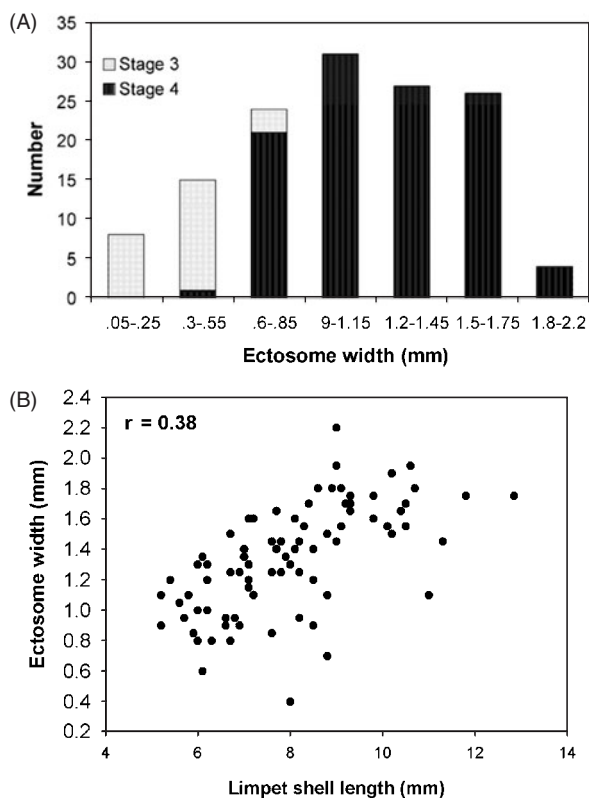 (A)
35
30
25
20
15
10
5
0
Number
Stage 3
Stage 4
.05-.25 .3-.55 .6-.85 9-1.15 1.2-1.45 1.5-1.75 1.8-2.2
Ectosome width (mm)
(B)
r = 0.38
2.4
2.2
2.0
1.8
1.6
1.4
1.2
1.0
0.8
0.6
0.4
0.2
Ectosome width (mm)
4 6 8 10 12 14
Limpet shell length (mm)